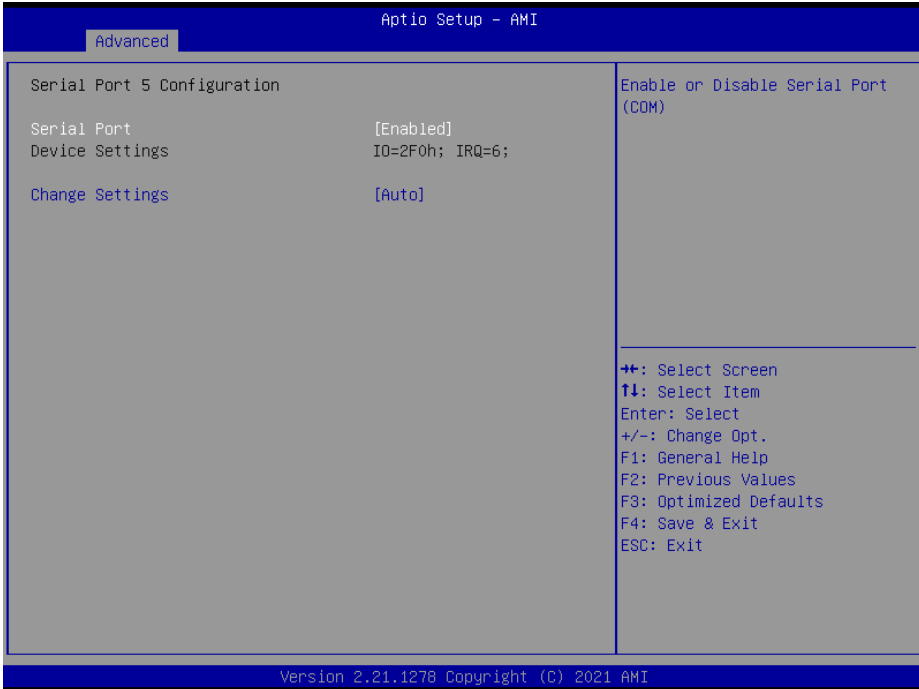 Aptio Setup – AMI
Advanced
Serial Port 5 Configuration
Serial Port [Enabled]
Device Settings IO=2F0h; IRQ=6;
Change Settings [Auto]
Enable or Disable Serial Port
(COM)
→←: Select Screen
↑↓: Select Item
Enter: Select
+/-: Change Opt.
F1: General Help
F2: Previous Values
F3: Optimized Defaults
F4: Save & Exit
ESC: Exit
Version 2.21.1278 Copyright (C) 2021 AMI